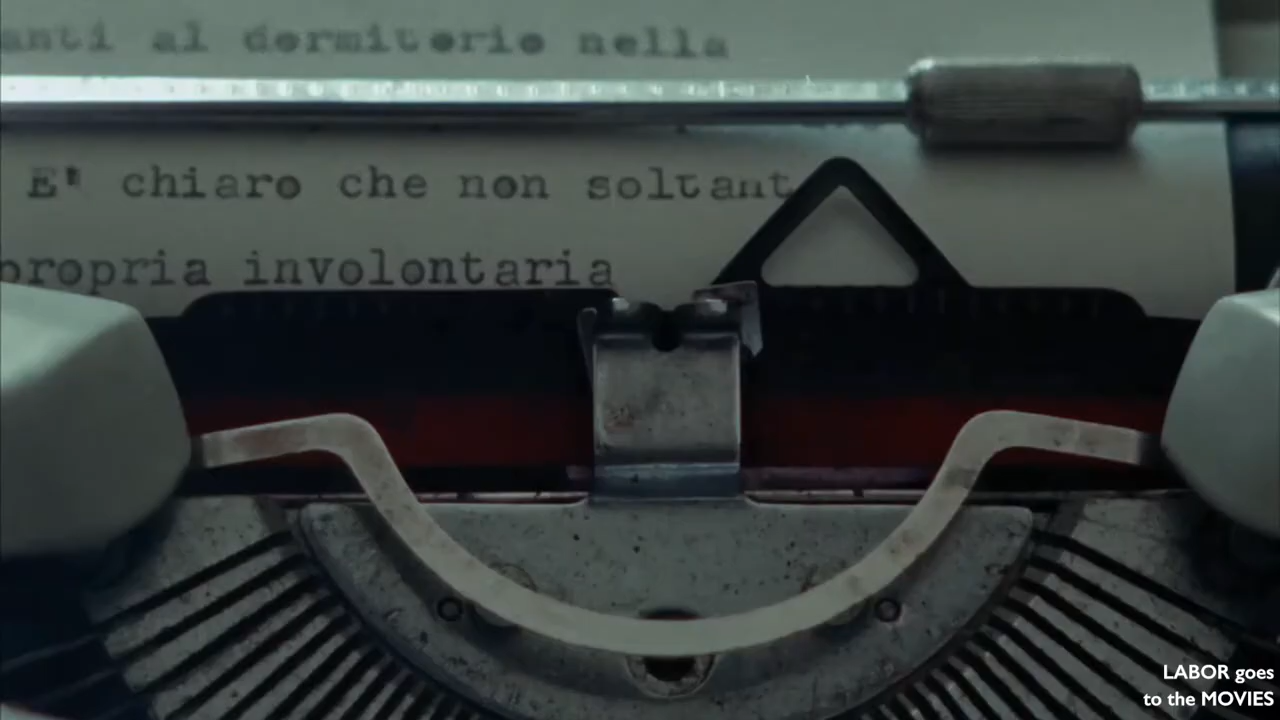 anti al dormitorio nella
E' chiaro che non soltant
propria involontaria
LABOR goes
to the MOVIES